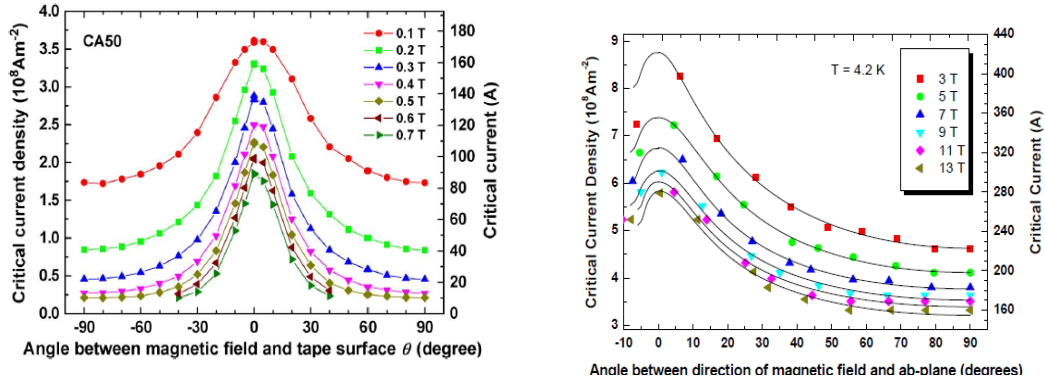 CA50
0.1 T
0.2 T
0.3 T
0.4 T
0.5 T
0.6 T
0.7 T
4.0
3.5
3.0
2.5
2.0
1.5
1.0
0.5
0.0
Critical current density (10⁸Am⁻²)
180
160
140
120
100
80
60
40
20
0
Critical current (A)
-90 -60 -30 0 30 60 90
Angle between magnetic field and tape surface θ (degree)
T = 4.2 K
3 T
5 T
7 T
9 T
11 T
13 T
9
8
7
6
5
4
3
Critical Current Density (10⁸Am⁻²)
440
400
360
320
280
240
200
160
Critical current (A)
-10 0 10 20 30 40 50 60 70 80 90
Angle between direction of magnetic field and ab-plane (degrees)